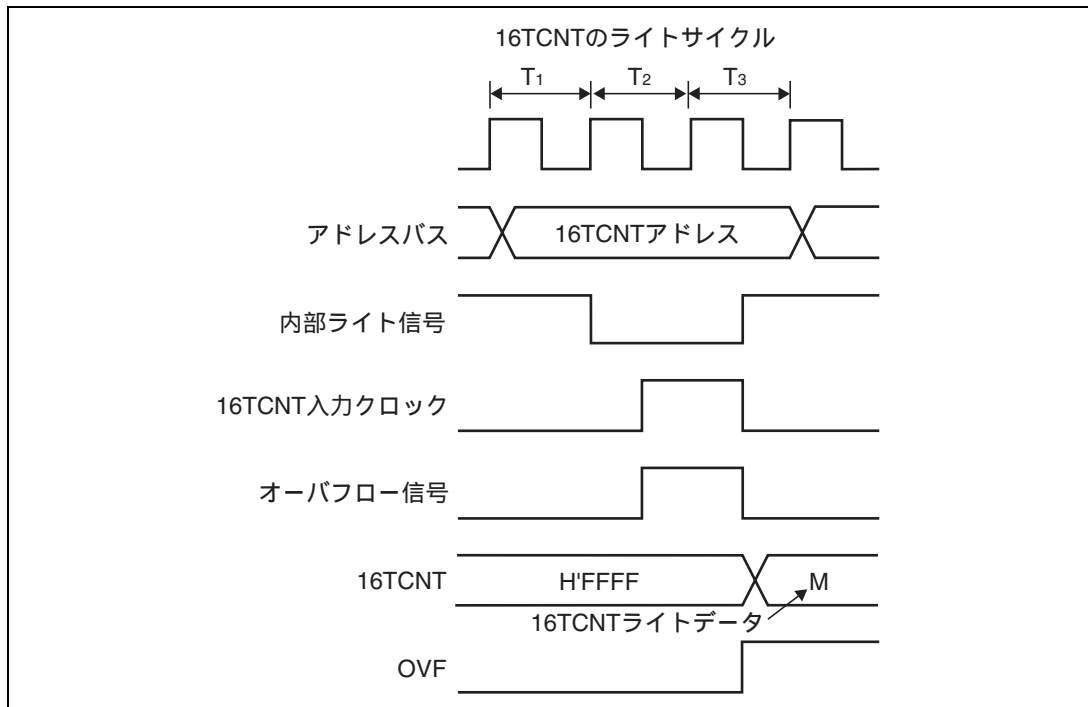 16TCNTのライトサイクル
T1 T2 T3
アドレスバス 16TCNTアドレス
内部ライト信号
16TCNT入力クロック
オーバフロー信号
16TCNT H'FFFF M
16TCNTライトデータ
OVF